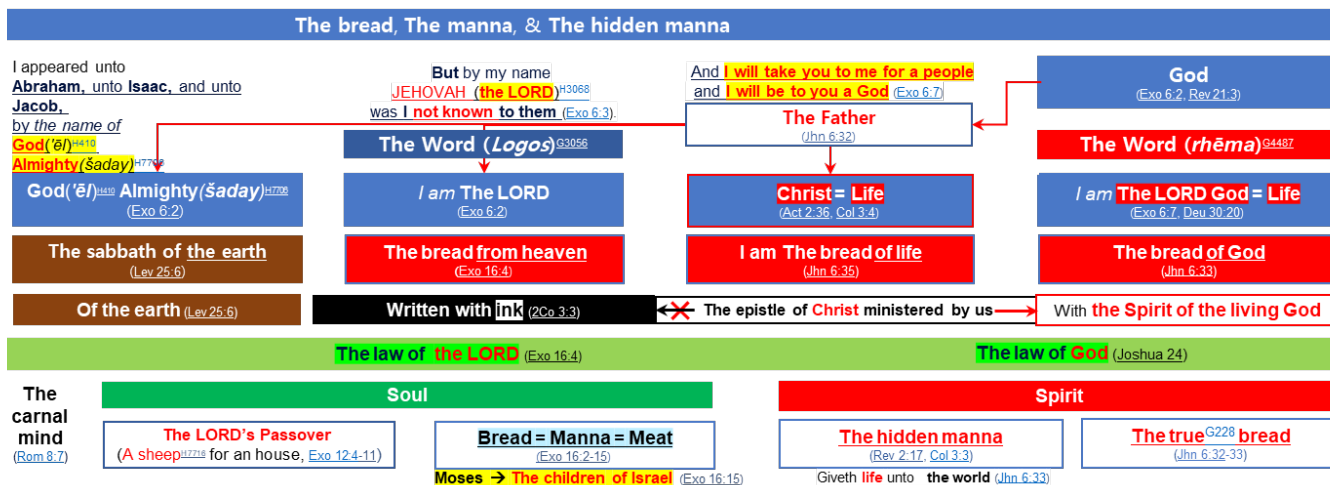 The bread, The manna, & The hidden manna
I appeared unto
Abraham, unto Isaac, and unto
Jacob,
by the name of
God('ēl)H410
Almighty(šaday)H7706
But by my name
JEHOVAH (the LORD)H3068
was I not known to them (Exo 6:3).
And I will take you to me for a people
and I will be to you a God (Exo 6:7)
God
(Exo 6:2, Rev 21:3)
The Father
(Jhn 6:32)
The Word (Logos)G3056
The Word (rhēma)G4487
God('ēl)H410 Almighty(šaday)H7706
(Exo 6:2)
I am The LORD
(Exo 6:2)
Christ = Life
(Act 2:36, Col 3:4)
I am The LORD God = Life
(Exo 6:7, Deu 30:20)
The sabbath of the earth
(Lev 25:6)
The bread from heaven
(Exo 16:4)
I am The bread of life
(Jhn 6:35)
The bread of God
(Jhn 6:33)
Of the earth (Lev 25:6)
Written with ink (2Co 3:3)
The epistle of Christ ministered by us
With the Spirit of the living God
The law of the LORD (Exo 16:4)
The law of God (Joshua 24)
The
carnal
mind
(Rom 8:7)
Soul
Spirit
The LORD's Passover
(A sheepH7716 for an house, Exo 12:4-11)
Bread = Manna = Meat
(Exo 16:2-15)
The hidden manna
(Rev 2:17, Col 3:3)
The trueG228 bread
(Jhn 6:32-33)
Moses → The children of Israel (Exo 16:15)
Giveth life unto the world (Jhn 6:33)